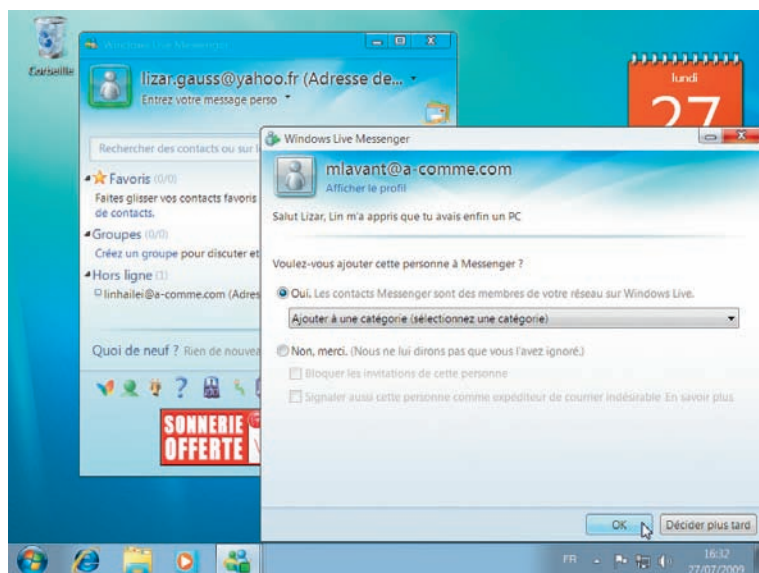 Corbeille
Windows Live Messenger
lizar.gauss@yahoo.fr (Adresse de...
Entrez votre message perso
Rechercher des contacts ou sur l
Favoris (0/0)
Faites glisser vos contacts favoris
de contacts.
Groupes (0/0)
Créez un groupe pour discuter et
Hors ligne (1)
linhailei@a-comme.com (Adres
Quoi de neuf ? Rien de nouvea
SONNERIE
OFFERTE
lundi
27
Windows Live Messenger
mlavant@a-comme.com
Afficher le profil
Salut Lizar, Lin m'a appris que tu avais enfin un PC
Voulez-vous ajouter cette personne à Messenger ?
Oui. Les contacts Messenger sont des membres de votre réseau sur Windows Live.
Ajouter à une catégorie (sélectionnez une catégorie)
Non, merci. (Nous ne lui dirons pas que vous l'avez ignoré.)
Bloquer les invitations de cette personne
Signaler aussi cette personne comme expéditeur de courrier indésirable En savoir plus
OK
Décider plus tard
FR
16:32
27/07/2009